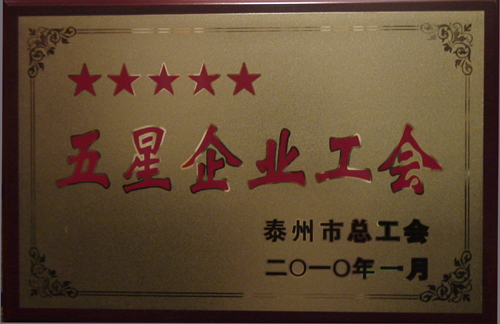 ★★★★★
五星企业工会
泰州市总工会
二〇一〇年一月